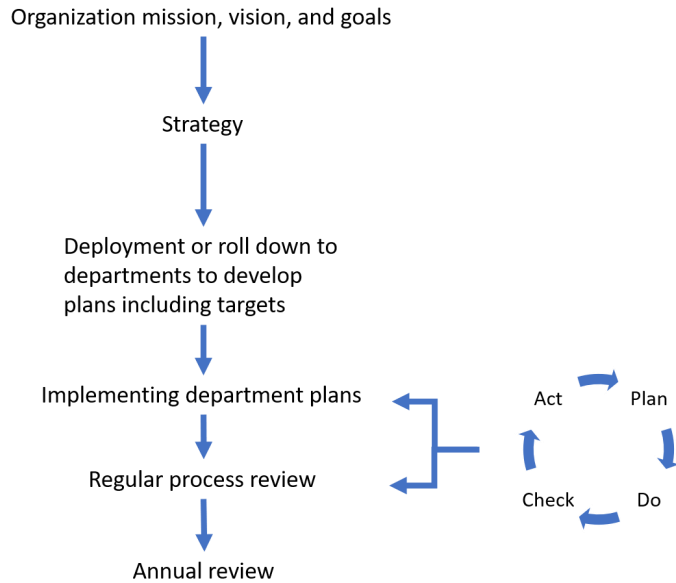 Organization mission, vision, and goals
Strategy
Deployment or roll down to
departments to develop
plans including targets
Implementing department plans
Regular process review
Annual review
Act
Plan
Check
Do